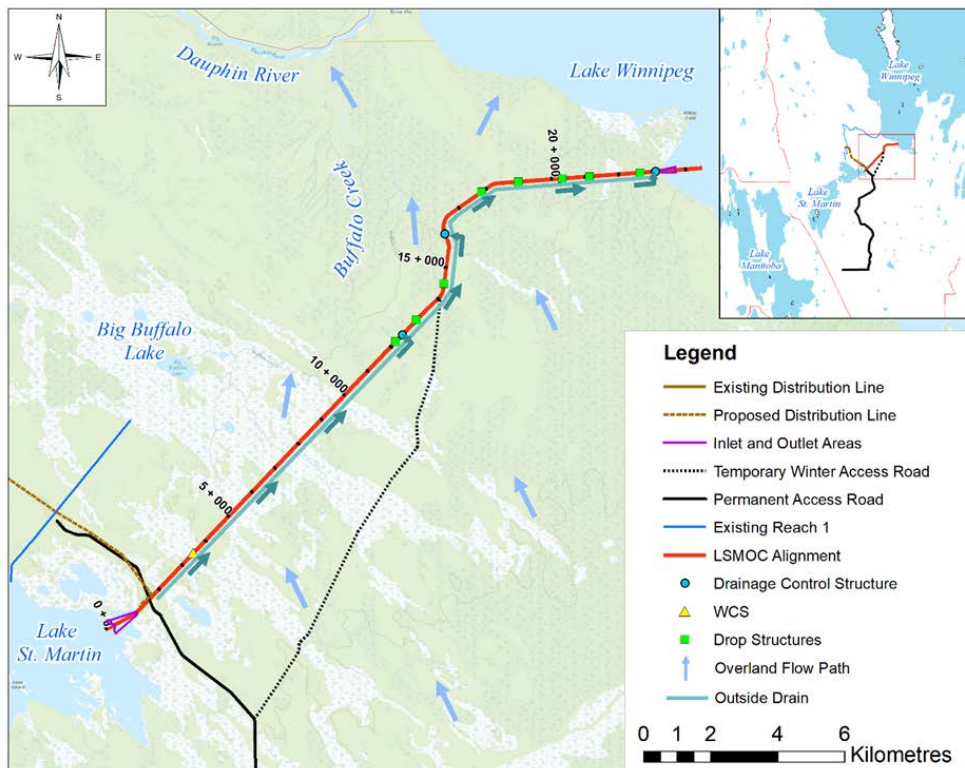 N
W
E
S
Dauphin River
Lake Winnipeg
Buffalo Creek
20 + 000
15 + 000
Big Buffalo
Lake
10 + 000
5 + 000
Lake
St. Martin
Lake
Winnipeg
Lake
St. Martin
Lake
Manitoba
Legend
Existing Distribution Line
Proposed Distribution Line
Inlet and Outlet Areas
Temporary Winter Access Road
Permanent Access Road
Existing Reach 1
LSMOC Alignment
Drainage Control Structure
WCS
Drop Structures
Overland Flow Path
Outside Drain
0 1 2 4 6
Kilometres